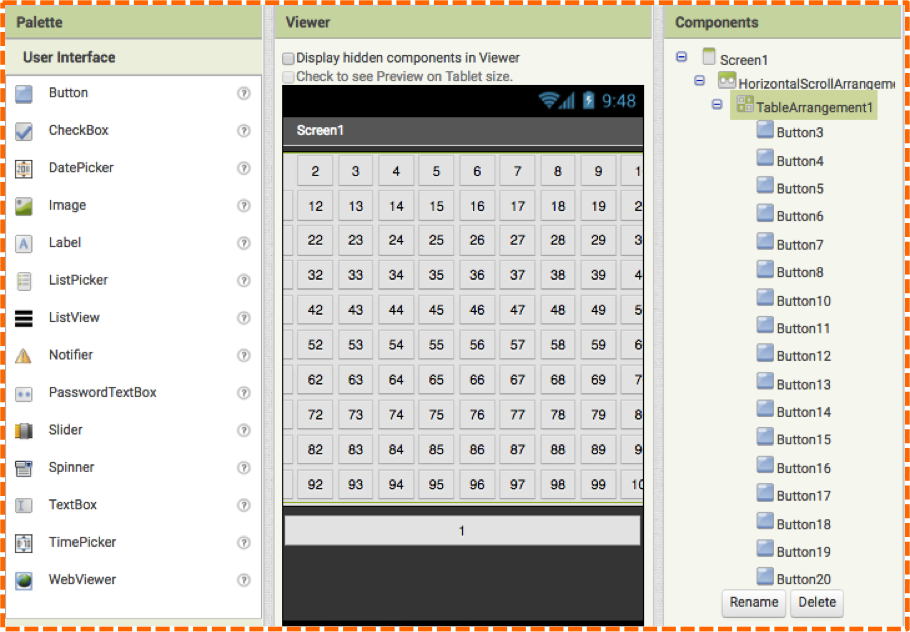 Palette
User Interface
Button
CheckBox
DatePicker
Image
Label
ListPicker
ListView
Notifier
PasswordTextBox
Slider
Spinner
TextBox
TimePicker
WebViewer
Viewer
Display hidden components in Viewer
Check to see Preview on Tablet size.
9:48
Screen1
2 3 4 5 6 7 8 9 1
12 13 14 15 16 17 18 19 2
22 23 24 25 26 27 28 29 3
32 33 34 35 36 37 38 39 4
42 43 44 45 46 47 48 49 5
52 53 54 55 56 57 58 59 6
62 63 64 65 66 67 68 69 7
72 73 74 75 76 77 78 79 8
82 83 84 85 86 87 88 89 9
92 93 94 95 96 97 98 99 10
1
Components
Screen1
HorizontalScrollArrangem
TableArrangement1
Button3
Button4
Button5
Button6
Button7
Button8
Button10
Button11
Button12
Button13
Button14
Button15
Button16
Button17
Button18
Button19
Button20
Rename Delete